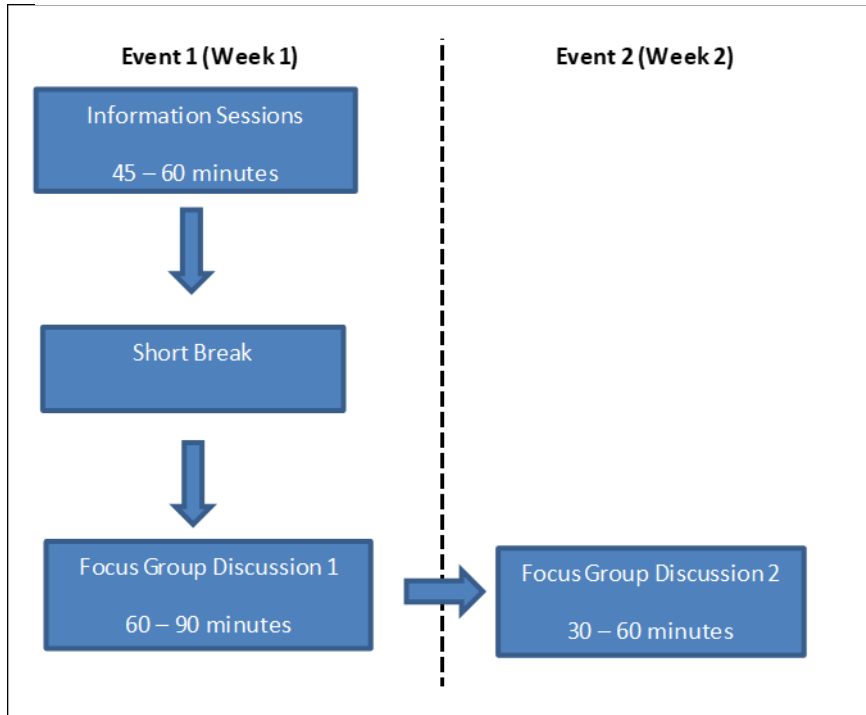 Event 1 (Week 1)
Information Sessions
45 – 60 minutes
Short Break
Focus Group Discussion 1
60 – 90 minutes
Event 2 (Week 2)
Focus Group Discussion 2
30 – 60 minutes